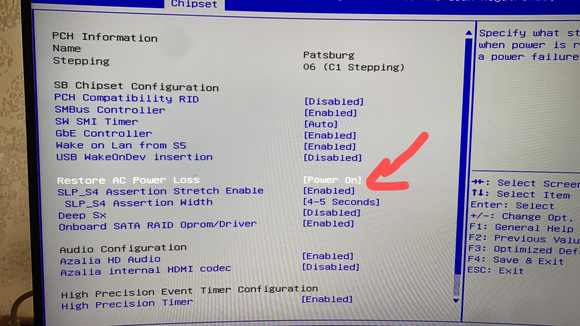 Chipset
PCH Information
Name Patsburg
Stepping 06 (C1 Stepping)
SB Chipset Configuration
PCH Compatibility RID [Disabled]
SMBus Controller [Enabled]
SW SMI Timer [Auto]
GbE Controller [Enabled]
Wake on Lan from S5 [Enabled]
USB WakeOnDev insertion [Disabled]
Restore AC Power Loss [Power On]
SLP_S4 Assertion Stretch Enable [Enabled]
SLP_S4 Assertion Width [4-5 Seconds]
Deep Sx [Disabled]
Onboard SATA RAID Oprom/Driver [Enabled]
Audio Configuration
Azalia HD Audio [Enabled]
Azalia internal HDMI codec [Disabled]
High Precision Event Timer Configuration
High Precision Timer [Enabled]
Specify what st
when power is r
a power failure
→←: Select Screen
↑↓: Select Item
Enter: Select
+/-: Change Opt.
F1: General Help
F2: Previous Valu
F3: Optimized Def
F4: Save & Exit
ESC: Exit